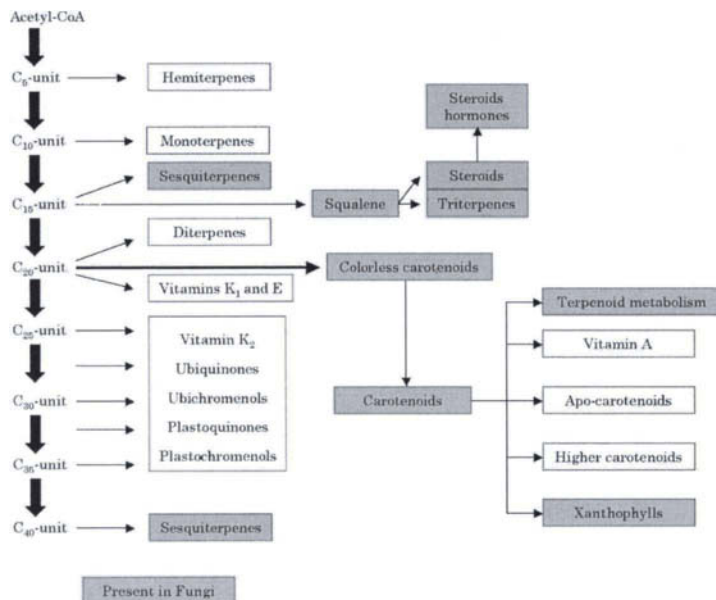 Acetyl-CoA
C₅-unit
Hemiterpenes
Steroids
hormones
C₁₀-unit
Monoterpenes
Sesquiterpenes
Steroids
C₁₅-unit
Squalene
Triterpenes
Diterpenes
C₂₀-unit
Colorless carotenoids
Vitamins K₁ and E
Terpenoid metabolism
C₂₅-unit
Vitamin K₂
Vitamin A
Ubiquinones
C₃₀-unit
Ubichromenols
Carotenoids
Apo-carotenoids
Plastoquinones
C₃₅-unit
Plastochromenols
Higher carotenoids
C₄₀-unit
Sesquiterpenes
Xanthophylls
Present in Fungi